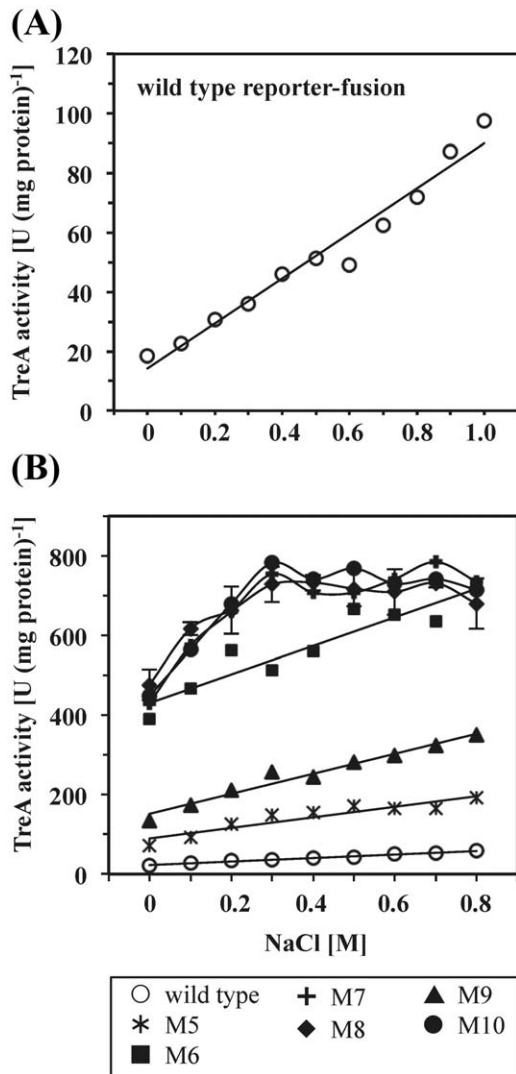 (A)
wild type reporter-fusion
TreA activity [U (mg protein)-1]
120
100
80
60
40
20
0
0 0.2 0.4 0.6 0.8 1.0
(B)
TreA activity [U (mg protein)-1]
800
600
400
200
0
0 0.2 0.4 0.6 0.8
NaCl [M]
wild type M7 M9
M5 M8 M10
M6